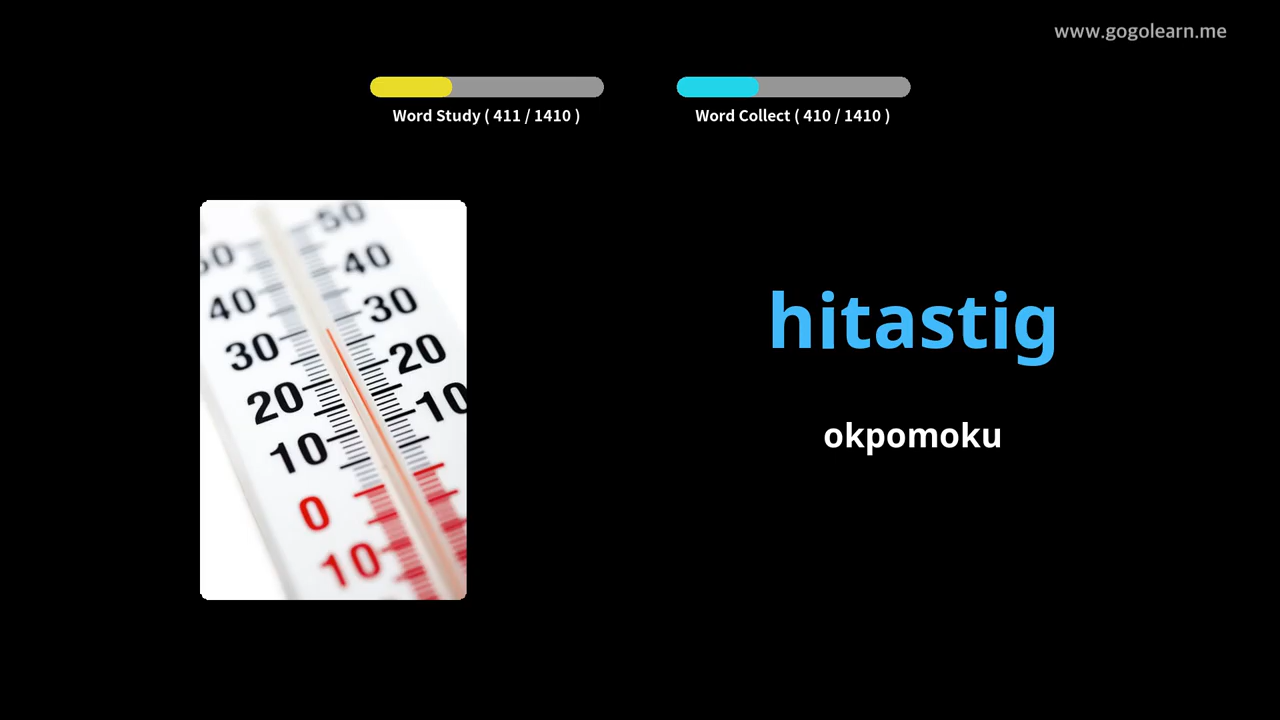 www.gogolearn.me
Word Study ( 411 / 1410 )
Word Collect ( 410 / 1410 )
50
40
40
30
30
20
20
10
10
0
10
hitastig
okpomoku